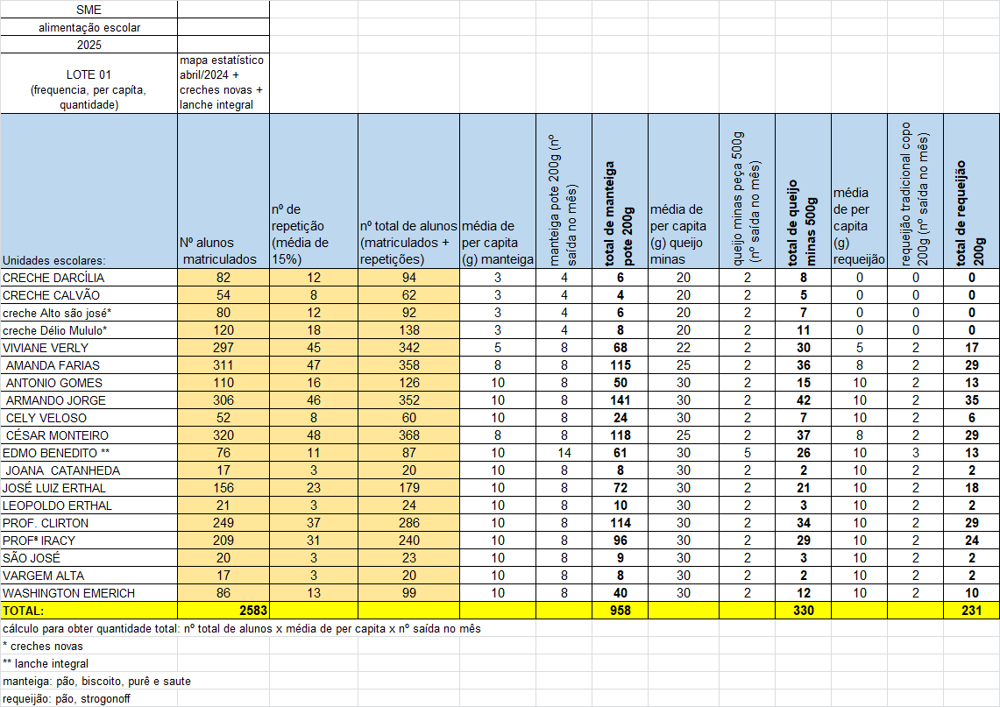 SME
alimentação escolar
2025
LOTE 01
(frequencia, per capíta,
quantidade)
mapa estatístico
abril/2024 +
creches novas +
lanche integral
Unidades escolares:
Nº alunos
matriculados
nº de
repetição
(média de
15%)
nº total de alunos
(matriculados +
repetições)
média de
per capita
(g) manteiga
manteiga pote 200g (nº
saída no mês)
total de manteiga
pote 200g
média de
per capita
(g) queijo
minas
queijo minas peça 500g
(nº saída no mês)
total de queijo
minas 500g
média
de per
capita
(g)
requeijão
requeijão tradicional copo
200g (nº saída no mês)
total de requeijão
200g
CRECHE DARCÍLIA 82 12 94 3 4 6 20 2 8 0 0 0
CRECHE CALVÃO 54 8 62 3 4 4 20 2 5 0 0 0
creche Alto são josé* 80 12 92 3 4 6 20 2 7 0 0 0
creche Délio Mululo* 120 18 138 3 4 8 20 2 11 0 0 0
VIVIANE VERLY 297 45 342 5 8 68 22 2 30 5 2 17
AMANDA FARIAS 311 47 358 8 8 115 25 2 36 8 2 29
ANTONIO GOMES 110 16 126 10 8 50 30 2 15 10 2 13
ARMANDO JORGE 306 46 352 10 8 141 30 2 42 10 2 35
CELY VELOSO 52 8 60 10 8 24 30 2 7 10 2 6
CÉSAR MONTEIRO 320 48 368 8 8 118 25 2 37 8 2 29
EDMO BENEDITO ** 76 11 87 10 14 61 30 5 26 10 3 13
JOANA CATANHEDA 17 3 20 10 8 8 30 2 2 10 2 2
JOSÉ LUIZ ERTHAL 156 23 179 10 8 72 30 2 21 10 2 18
LEOPOLDO ERTHAL 21 3 24 10 8 10 30 2 3 10 2 2
PROF. CLIRTON 249 37 286 10 8 114 30 2 34 10 2 29
PROFª IRACY 209 31 240 10 8 96 30 2 29 10 2 24
SÃO JOSÉ 20 3 23 10 8 9 30 2 3 10 2 2
VARGEM ALTA 17 3 20 10 8 8 30 2 2 10 2 2
WASHINGTON EMERICH 86 13 99 10 8 40 30 2 12 10 2 10
TOTAL: 2583 958 330 231
cálculo para obter quantidade total: nº total de alunos x média de per capita x nº saída no mês
* creches novas
** lanche integral
manteiga: pão, biscoito, purê e saute
requeijão: pão, strogonoff